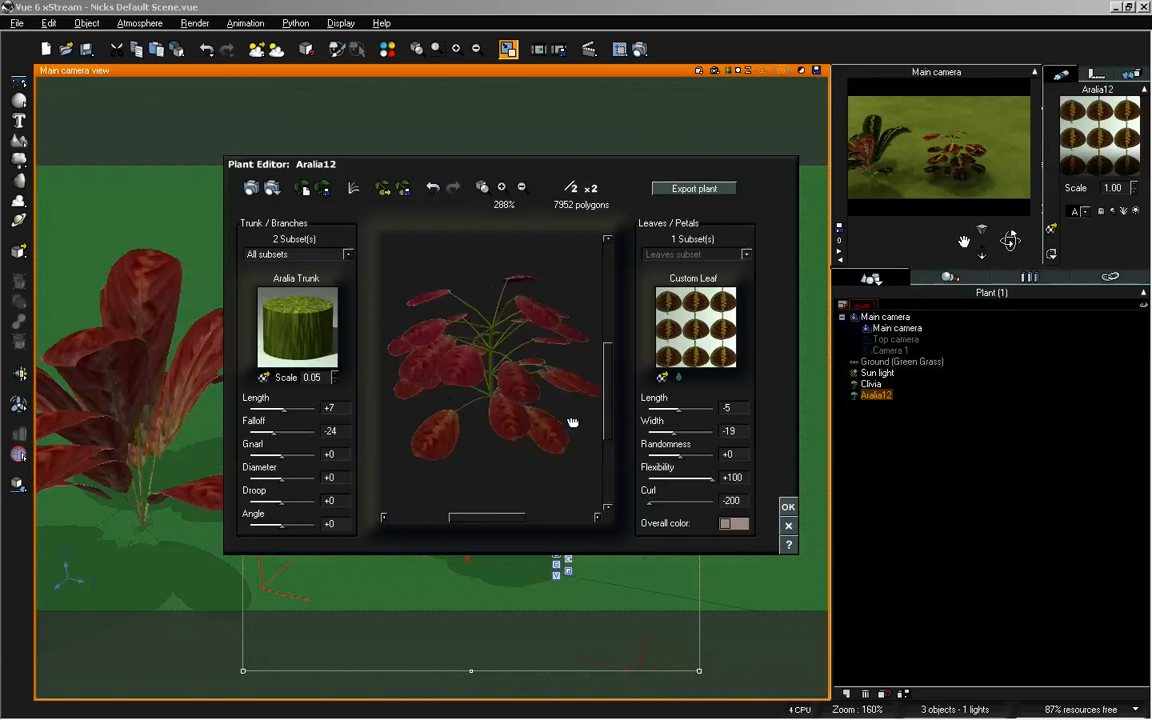 Vue 6 xStream - Nicks Default Scene.vue
File Edit Object Atmosphere Render Animation Python Display Help
Main camera view
Main camera
Aralia12
Scale 1.00
A
0
Plant Editor: Aralia12
288%
/2 x2
7952 polygons
Export plant
Trunk / Branches
2 Subset(s)
All subsets
Aralia Trunk
Scale 0.05
Length
+7
Falloff
-24
Gnarl
+0
Diameter
+0
Droop
+0
Angle
+0
Leaves / Petals
1 Subset(s)
Leaves subset
Custom Leaf
Length
-5
Width
-19
Randomness
+0
Flexibility
+100
Curl
-200
Overall color:
OK
?
Plant (1)
Main camera
Main camera
Top camera
Camera 1
Ground (Green Grass)
Sun light
Clivia
Aralia12
4 CPU
Zoom : 160%
3 objects - 1 lights
87% resources free